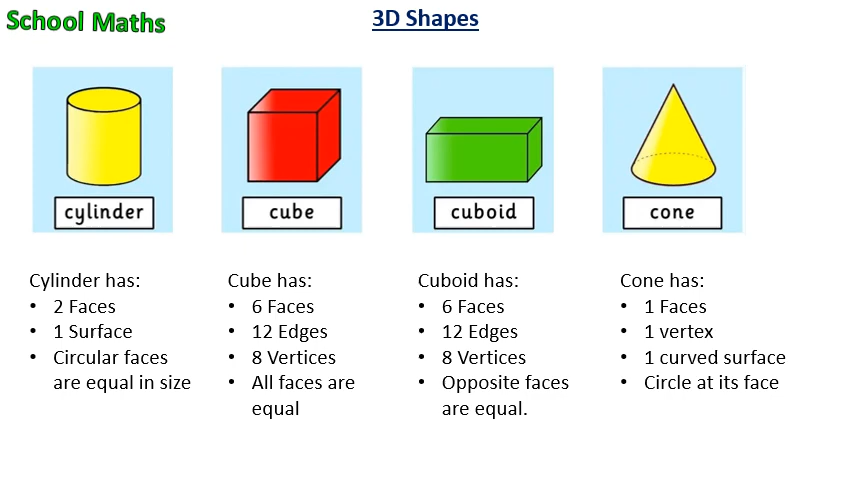 School Maths
3D Shapes
cylinder
cube
cuboid
cone
Cylinder has:
• 2 Faces
• 1 Surface
• Circular faces
are equal in size
Cube has:
• 6 Faces
• 12 Edges
• 8 Vertices
• All faces are
equal
Cuboid has:
• 6 Faces
• 12 Edges
• 8 Vertices
• Opposite faces
are equal.
Cone has:
• 1 Faces
• 1 vertex
• 1 curved surface
• Circle at its face